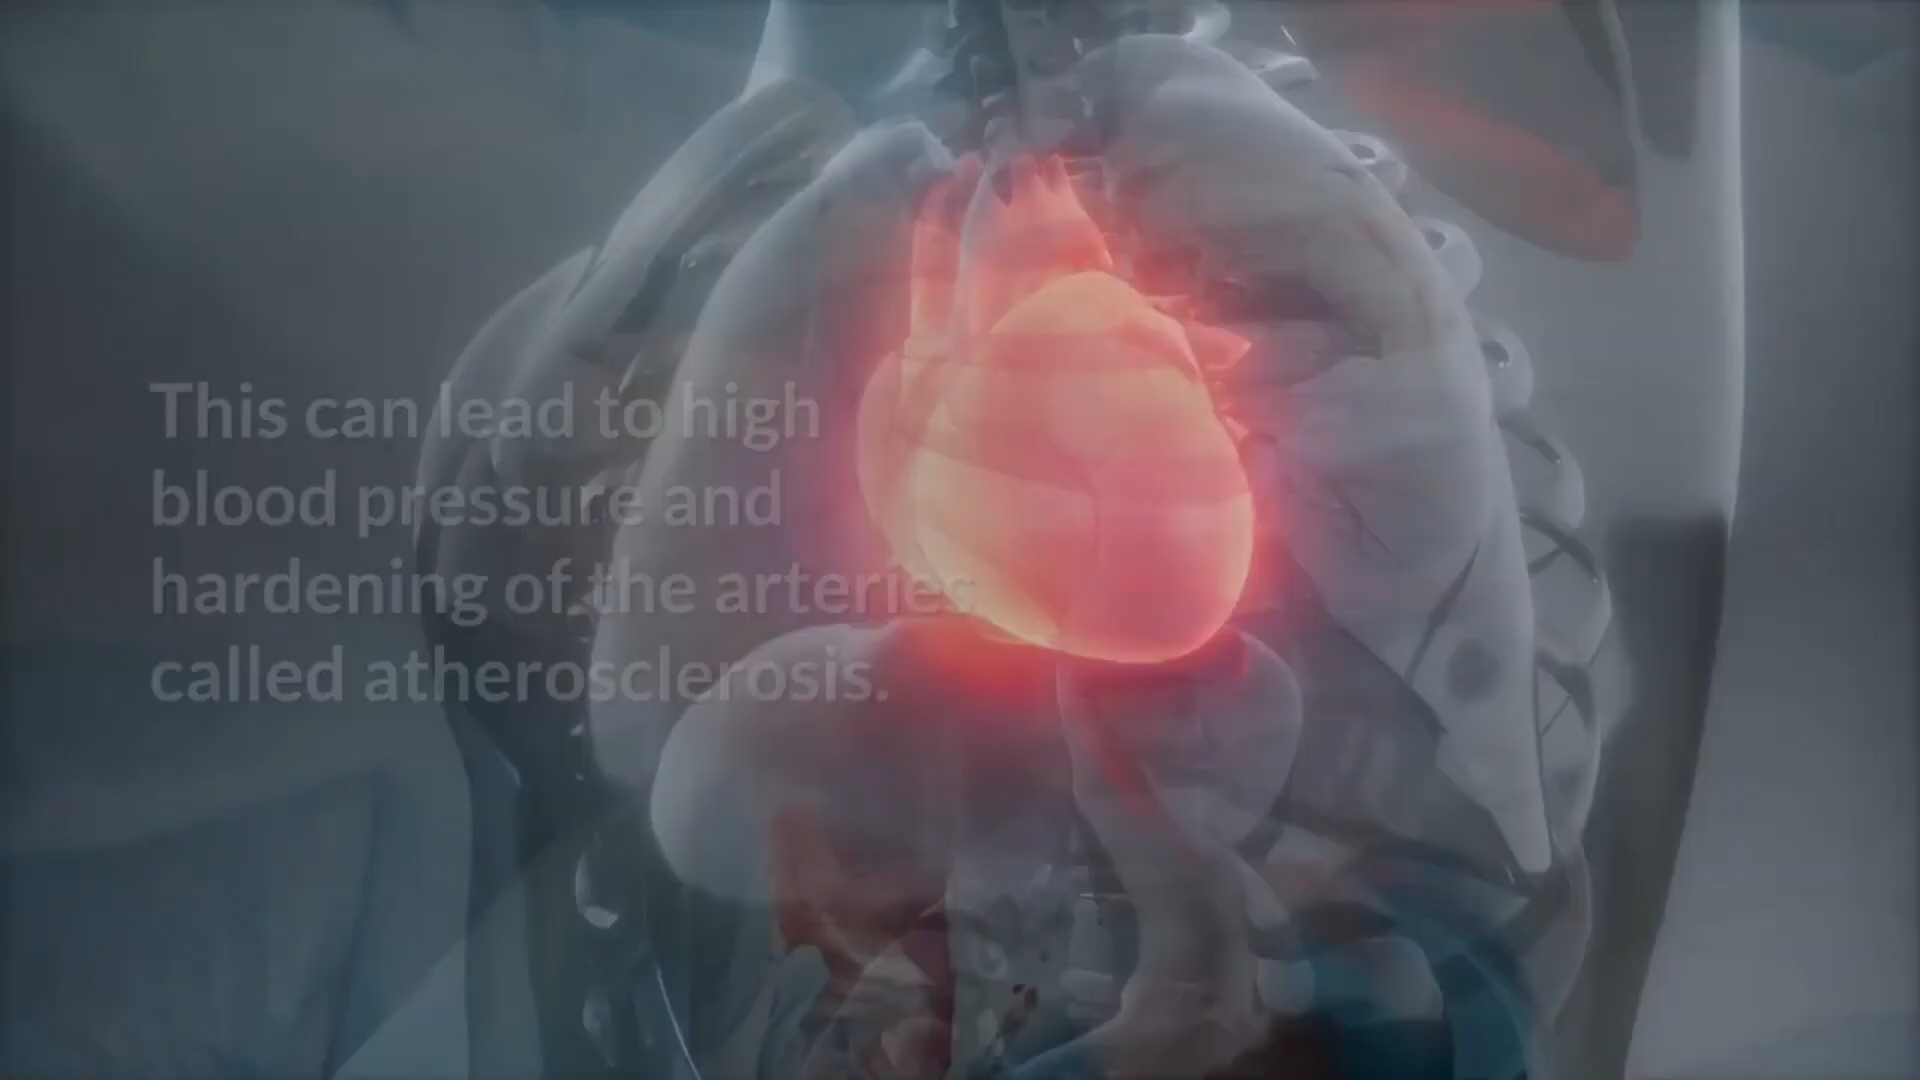 This can lead to high
blood pressure and
hardening of the arteries
called atherosclerosis.